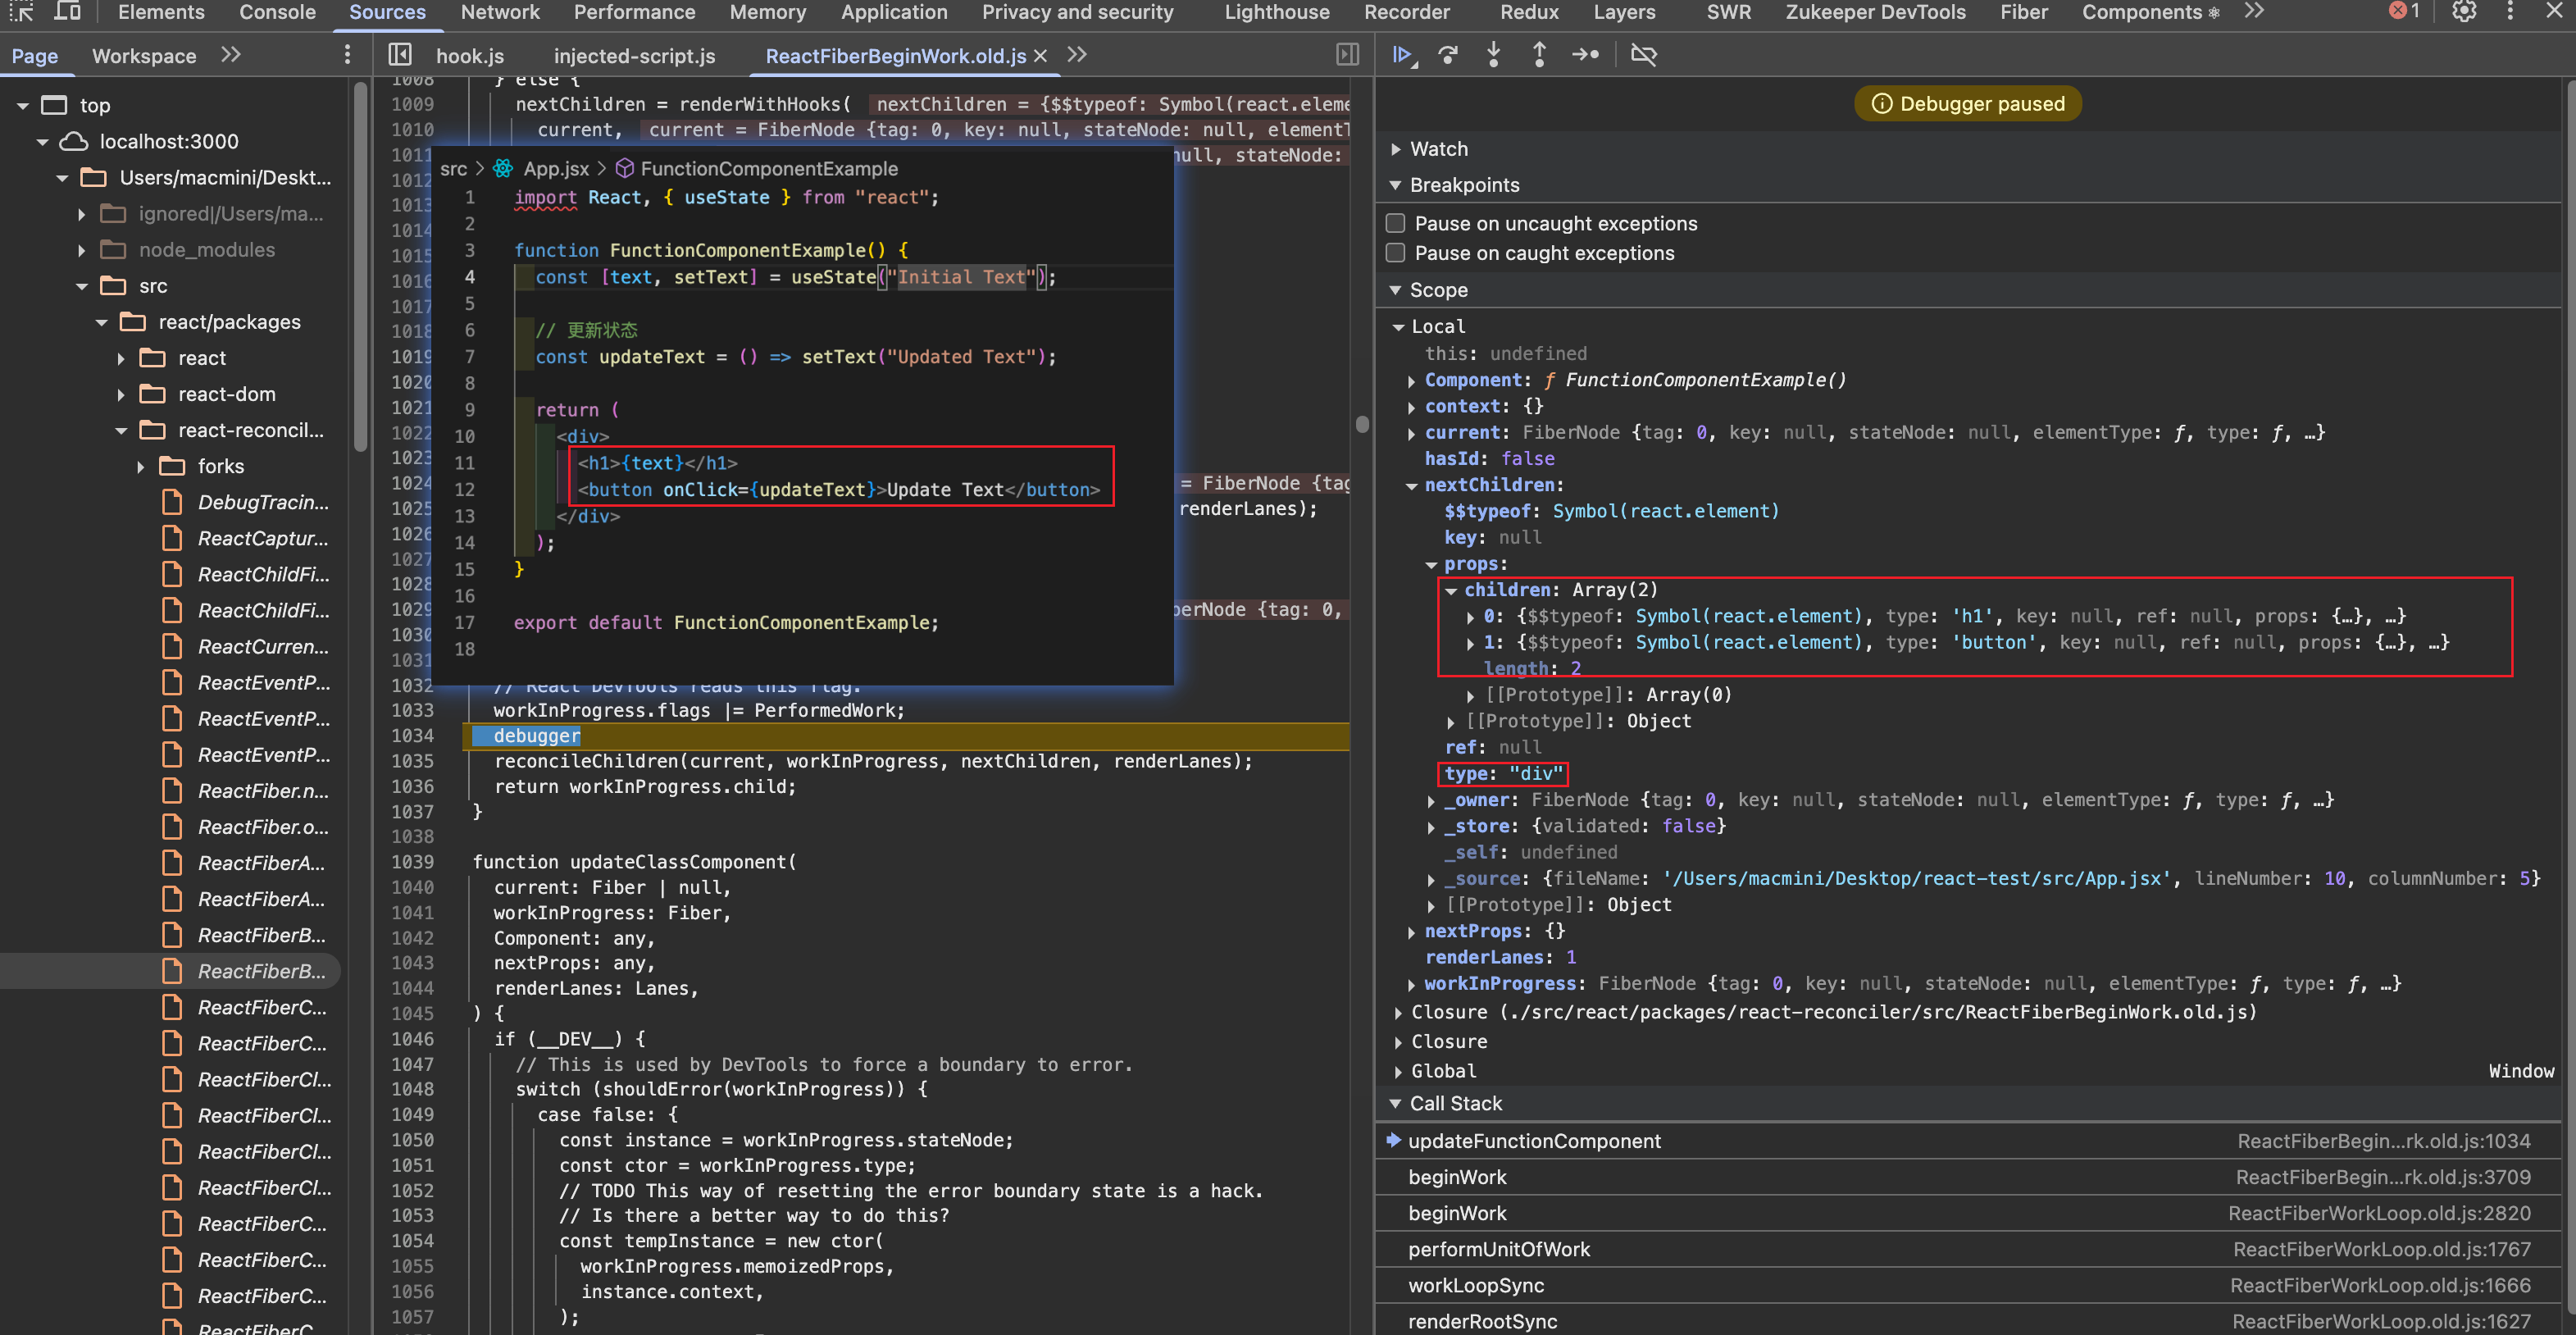 Elements Console Sources Network Performance Memory Application Privacy and security Lighthouse Recorder Redux Layers SWR Zukeeper DevTools Fiber Components ⚛ 1
Page Workspace
hook.js injected-script.js ReactFiberBeginWork.old.js
top
localhost:3000
Users/macmini/Deskt...
ignored|/Users/ma...
node_modules
src
react/packages
react
react-dom
react-reconcil...
forks
DebugTracin...
ReactCaptur...
ReactChildFi...
ReactChildFi...
ReactCurren...
ReactEventP...
ReactEventP...
ReactEventP...
ReactFiber.n...
ReactFiber.o...
ReactFiberA...
ReactFiberA...
ReactFiberB...
ReactFiberB...
ReactFiberC...
ReactFiberC...
ReactFiberCl...
ReactFiberCl...
ReactFiberCl...
ReactFiberCl...
ReactFiberC...
ReactFiberC...
ReactFiberC...
ReactFiberC
1008 } else {
1009 nextChildren = renderWithHooks( nextChildren = {$$typeof: Symbol(react.eleme
1010 current, current = FiberNode {tag: 0, key: null, stateNode: null, elementT
1011 null, stateNode:
1012
1013
1014
1015
1016
1017
1018
1019
1020
1021
1022
1023
1024 = FiberNode {tag
1025 renderLanes);
1026
1027
1028
1029 berNode {tag: 0,
1030
1031
1032 // React DevTools reads this flag.
1033 workInProgress.flags |= PerformedWork;
1034 debugger
1035 reconcileChildren(current, workInProgress, nextChildren, renderLanes);
1036 return workInProgress.child;
1037 }
1038
1039 function updateClassComponent(
1040 current: Fiber | null,
1041 workInProgress: Fiber,
1042 Component: any,
1043 nextProps: any,
1044 renderLanes: Lanes,
1045 ) {
1046 if (__DEV__) {
1047 // This is used by DevTools to force a boundary to error.
1048 switch (shouldError(workInProgress)) {
1049 case false: {
1050 const instance = workInProgress.stateNode;
1051 const ctor = workInProgress.type;
1052 // TODO This way of resetting the error boundary state is a hack.
1053 // Is there a better way to do this?
1054 const tempInstance = new ctor(
1055 workInProgress.memoizedProps,
1056 instance.context,
1057 );
src > App.jsx > FunctionComponentExample
1 import React, { useState } from "react";
2
3 function FunctionComponentExample() {
4 const [text, setText] = useState("Initial Text");
5
6 // 更新状态
7 const updateText = () => setText("Updated Text");
8
9 return (
10 <div>
11 <h1>{text}</h1>
12 <button onClick={updateText}>Update Text</button>
13 </div>
14 );
15 }
16
17 export default FunctionComponentExample;
18
Debugger paused
Watch
Breakpoints
Pause on uncaught exceptions
Pause on caught exceptions
Scope
Local
this: undefined
Component: ƒ FunctionComponentExample()
context: {}
current: FiberNode {tag: 0, key: null, stateNode: null, elementType: ƒ, type: ƒ, …}
hasId: false
nextChildren:
$$typeof: Symbol(react.element)
key: null
props:
children: Array(2)
0: {$$typeof: Symbol(react.element), type: 'h1', key: null, ref: null, props: {…}, …}
1: {$$typeof: Symbol(react.element), type: 'button', key: null, ref: null, props: {…}, …}
length: 2
[[Prototype]]: Array(0)
[[Prototype]]: Object
ref: null
type: "div"
_owner: FiberNode {tag: 0, key: null, stateNode: null, elementType: ƒ, type: ƒ, …}
_store: {validated: false}
_self: undefined
_source: {fileName: '/Users/macmini/Desktop/react-test/src/App.jsx', lineNumber: 10, columnNumber: 5}
[[Prototype]]: Object
nextProps: {}
renderLanes: 1
workInProgress: FiberNode {tag: 0, key: null, stateNode: null, elementType: ƒ, type: ƒ, …}
Closure (./src/react/packages/react-reconciler/src/ReactFiberBeginWork.old.js)
Closure
Global Window
Call Stack
updateFunctionComponent ReactFiberBegin...rk.old.js:1034
beginWork ReactFiberBegin...rk.old.js:3709
beginWork ReactFiberWorkLoop.old.js:2820
performUnitOfWork ReactFiberWorkLoop.old.js:1767
workLoopSync ReactFiberWorkLoop.old.js:1666
renderRootSync ReactFiberWorkLoop.old.js:1627